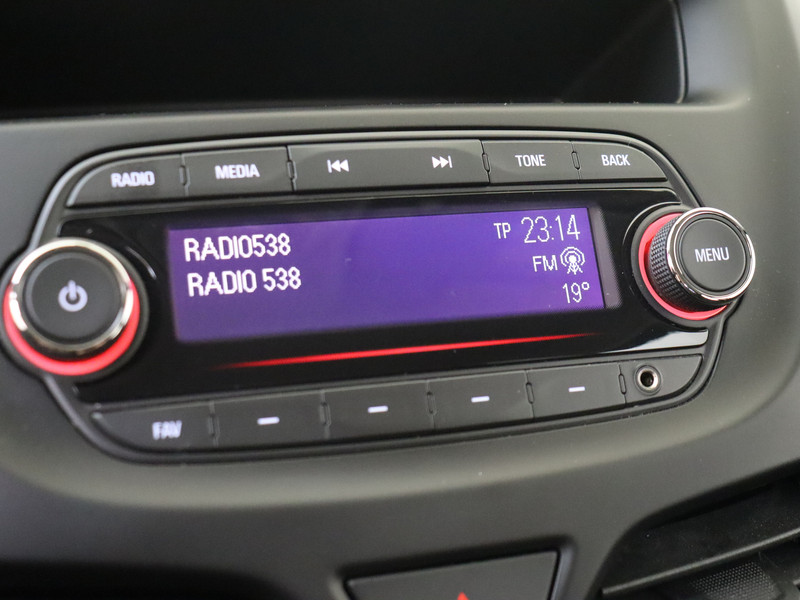 RADIO MEDIA TONE BACK
RADIO538 TP 23:14
RADIO 538 FM
19°
MENU
FAV